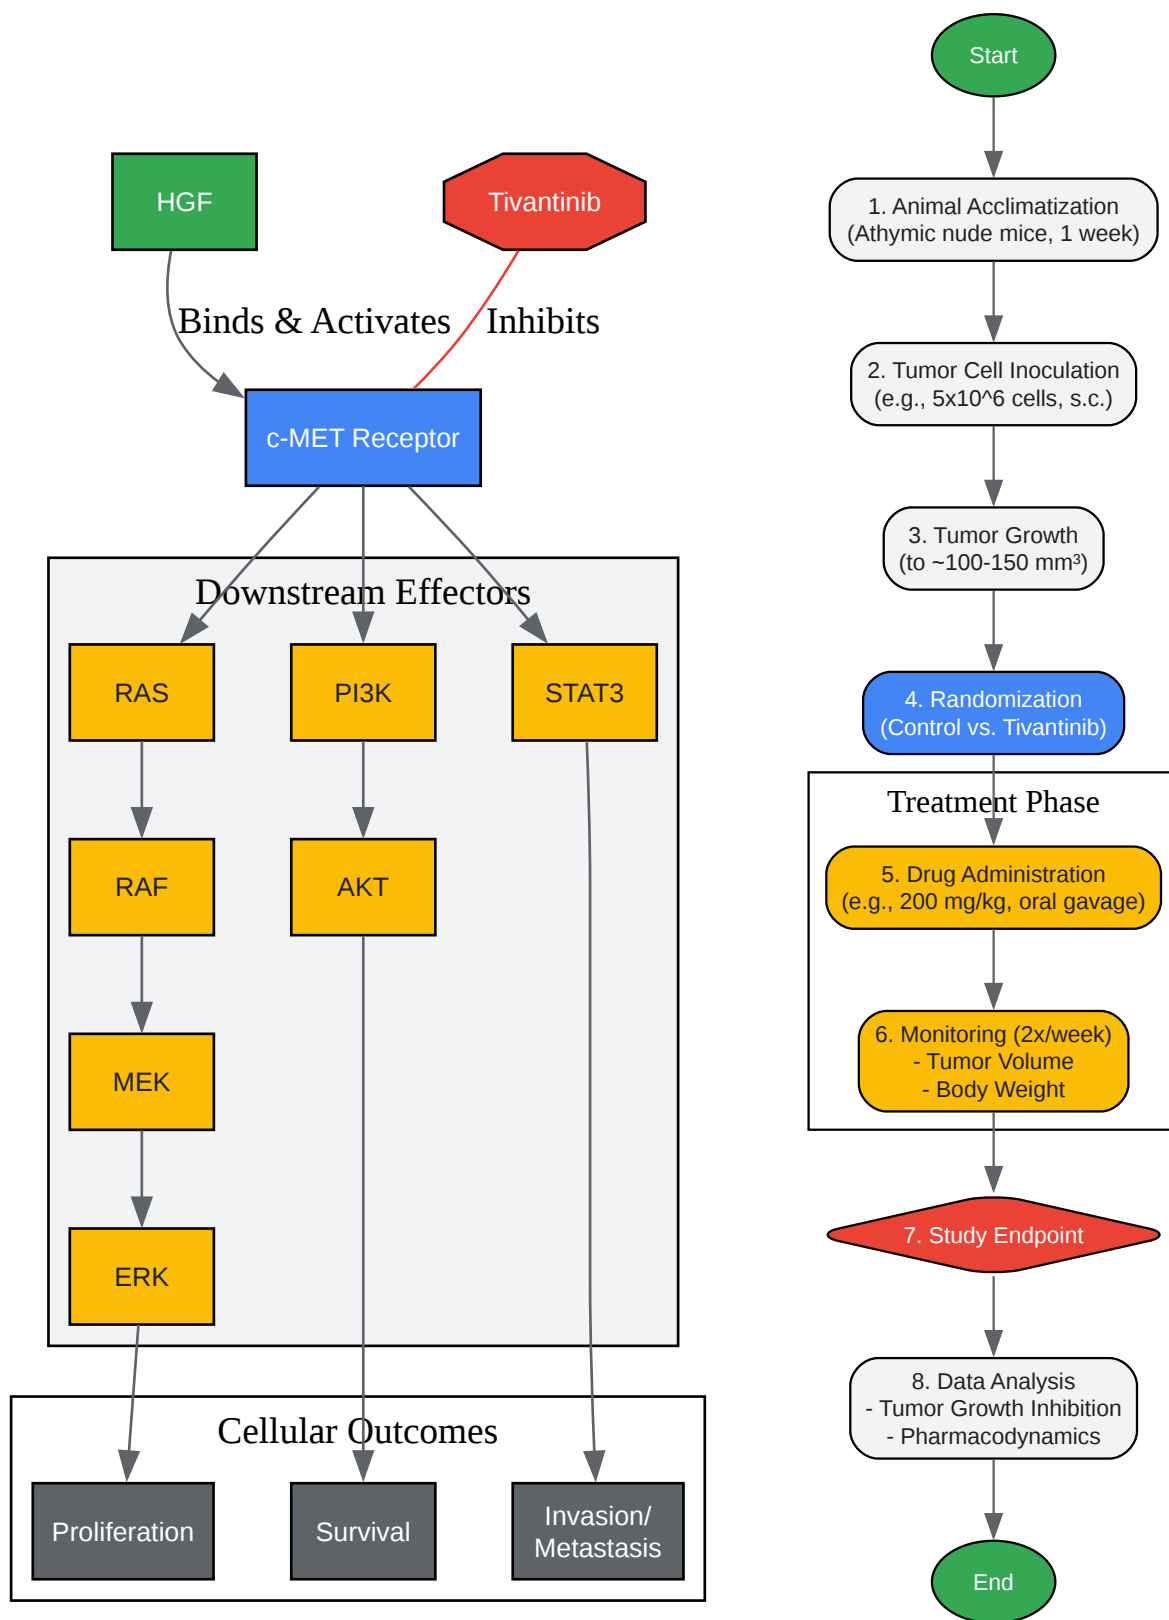 HGF
Tivantinib
Binds & Activates
Inhibits
c-MET Receptor
Downstream Effectors
RAS
PI3K
STAT3
RAF
AKT
MEK
ERK
Cellular Outcomes
Proliferation
Survival
Invasion/
Metastasis
Start
1. Animal Acclimatization
(Athymic nude mice, 1 week)
2. Tumor Cell Inoculation
(e.g., 5x10^6 cells, s.c.)
3. Tumor Growth
(to ~100-150 mm³)
4. Randomization
(Control vs. Tivantinib)
Treatment Phase
5. Drug Administration
(e.g., 200 mg/kg, oral gavage)
6. Monitoring (2x/week)
- Tumor Volume
- Body Weight
7. Study Endpoint
8. Data Analysis
- Tumor Growth Inhibition
- Pharmacodynamics
End